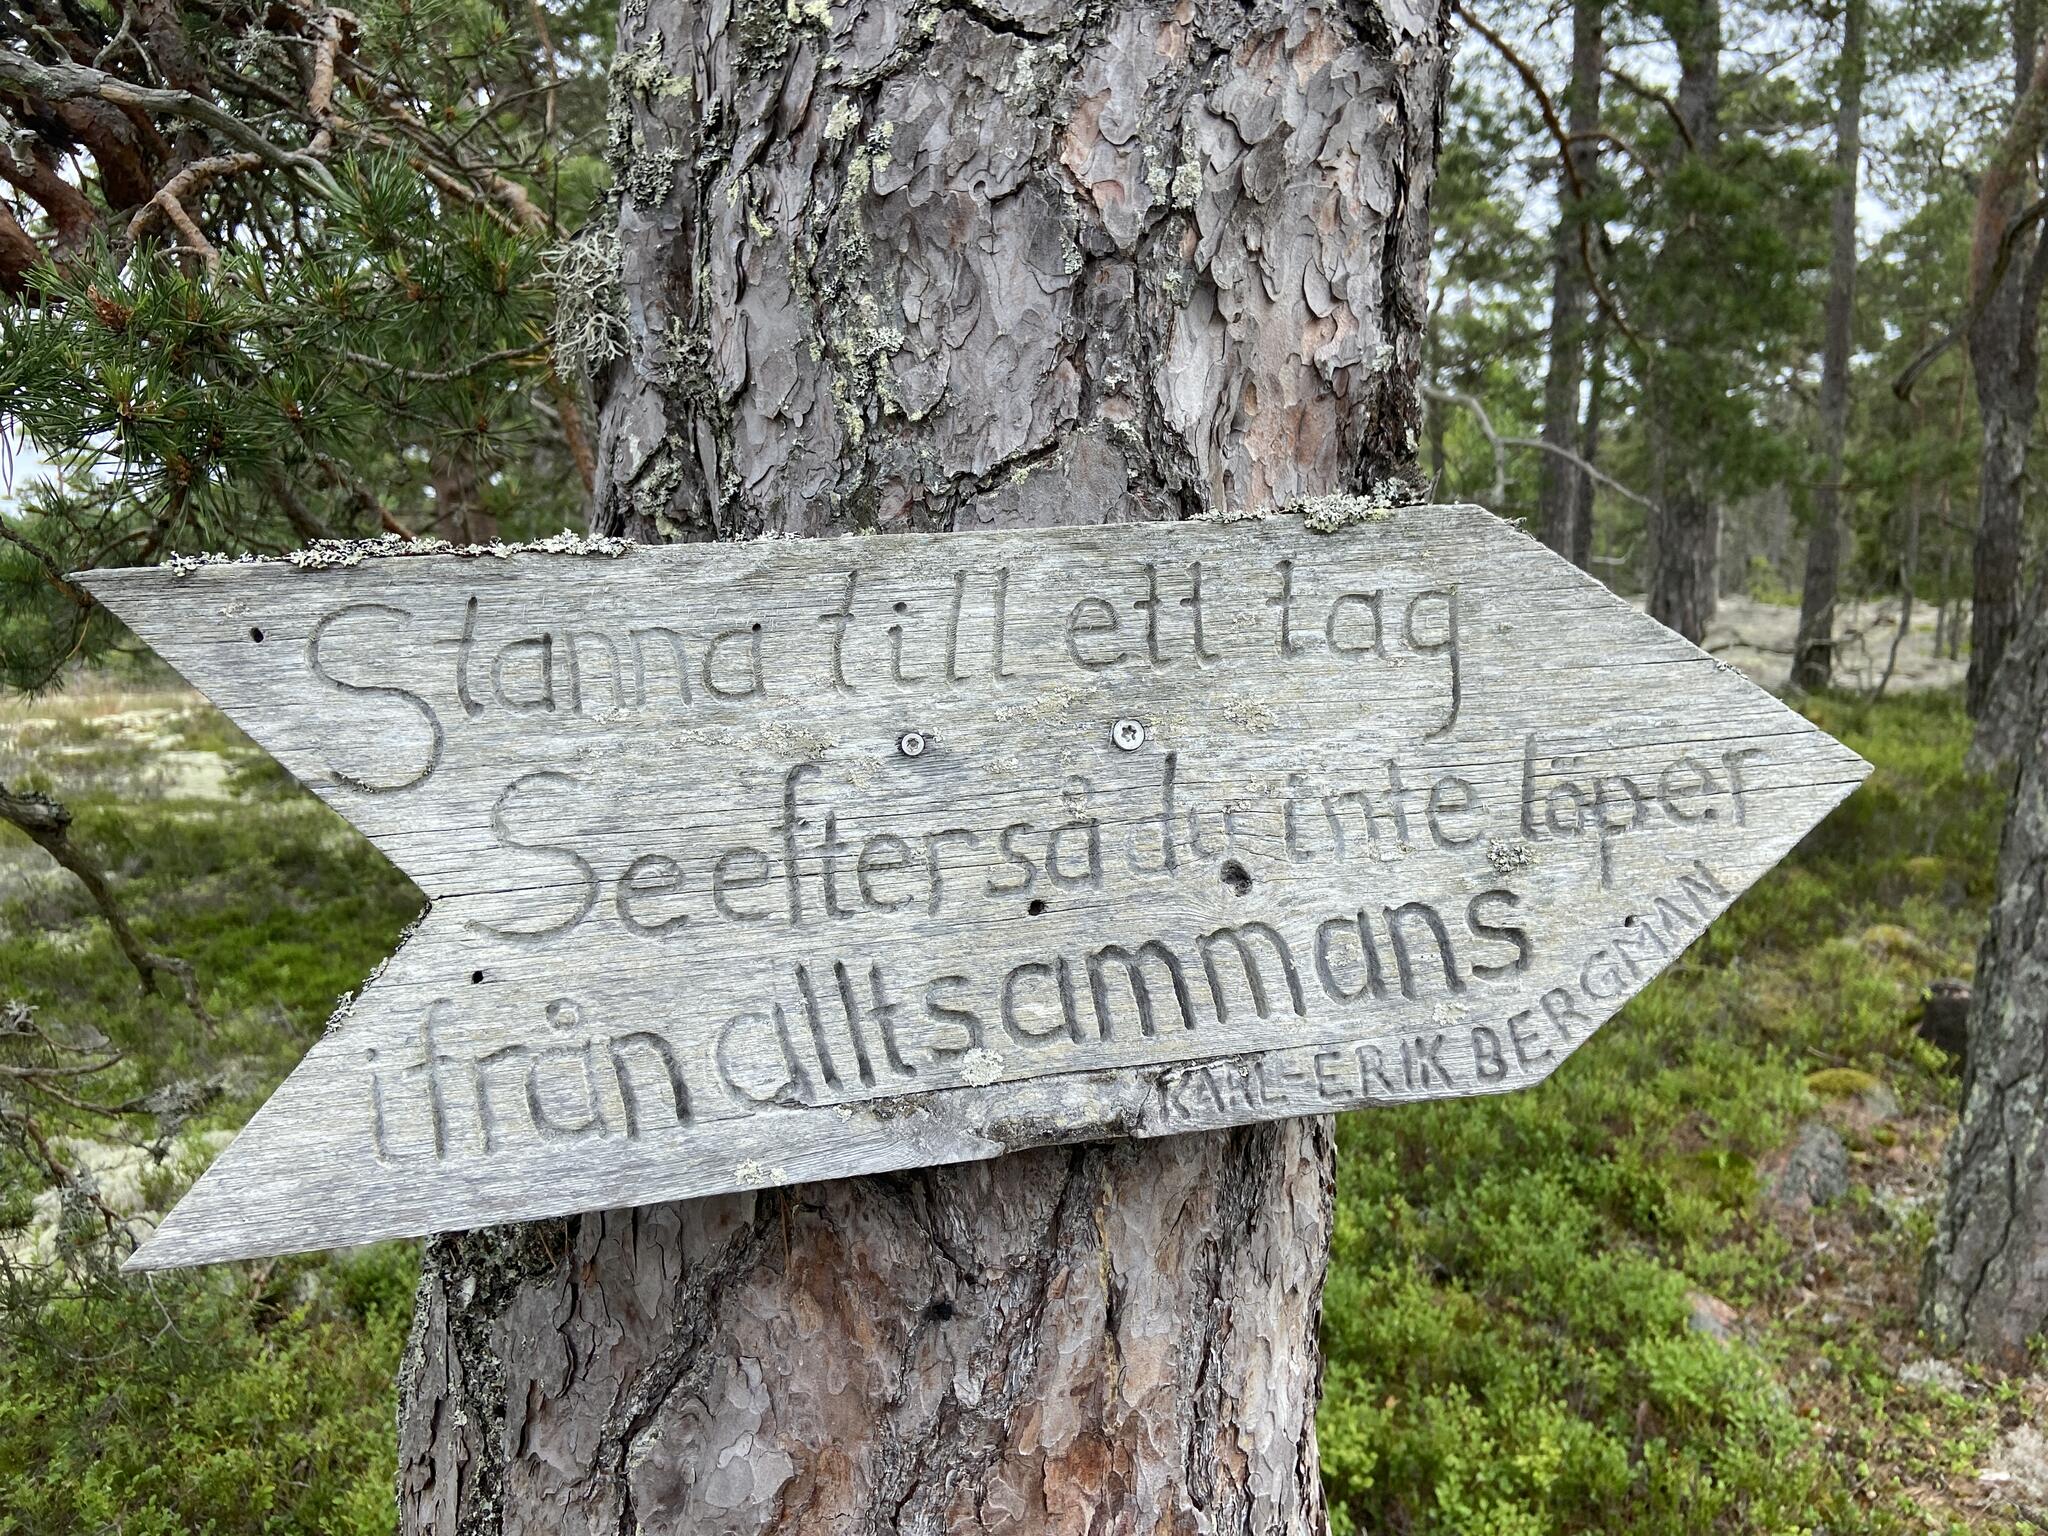 Stanna till ett tag
Se efter så du inte löper
ifrån alltsammans
KARL-ERIK BERGMAN